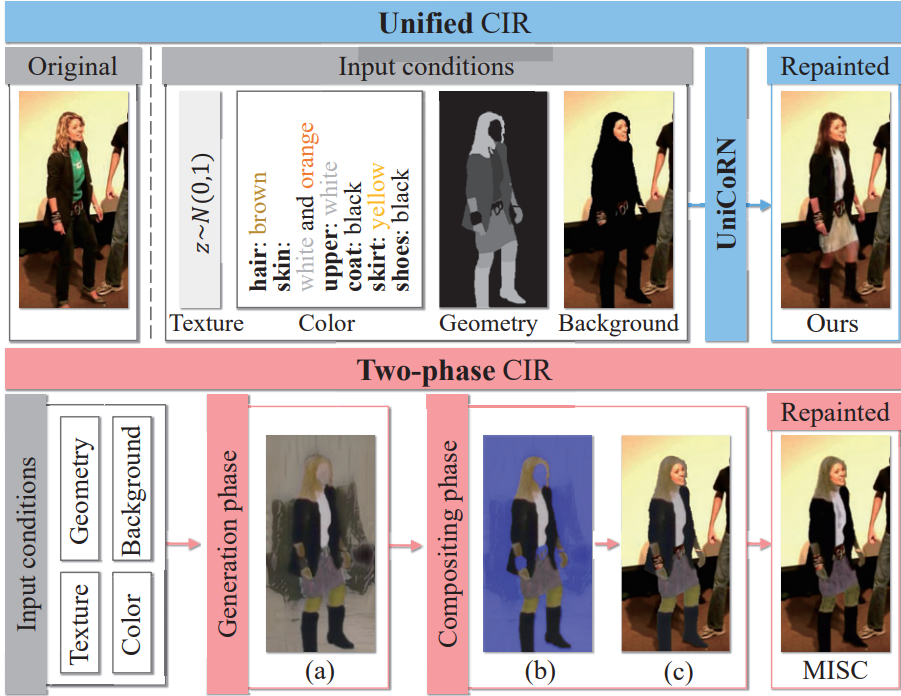 Unified CIR
Original
Input conditions
Repainted
z~N(0,1)
hair: brown
skin:
white and orange
upper: white
coat: black
skirt: yellow
shoes: black
UniCoRN
Texture
Color
Geometry
Background
Ours
Two-phase CIR
Input conditions
Geometry
Background
Texture
Color
Generation phase
(a)
Compositing phase
(b)
(c)
Repainted
MISC